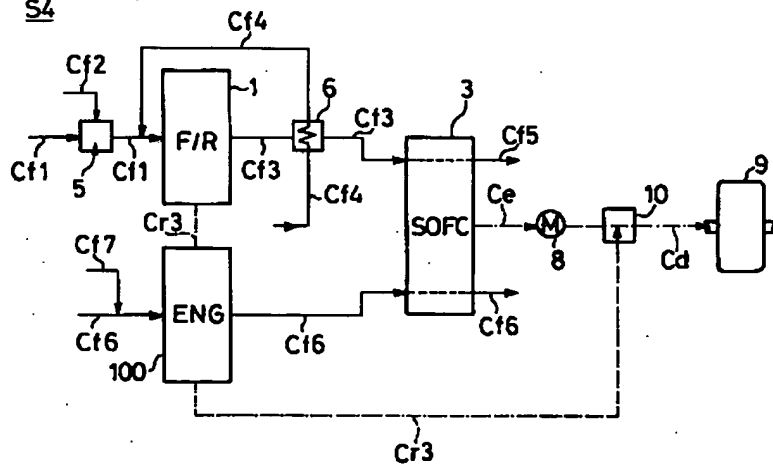 S4
Cf4
Cf2
1
6
Cf3
3
F/R
Cf5
9
Cf1
5
Cf1
Cf3
Cf4
Ce
10
SOFC
M
8
Cd
Cr3
Cf7
ENG
Cf6
Cf6
Cf6
100
Cr3